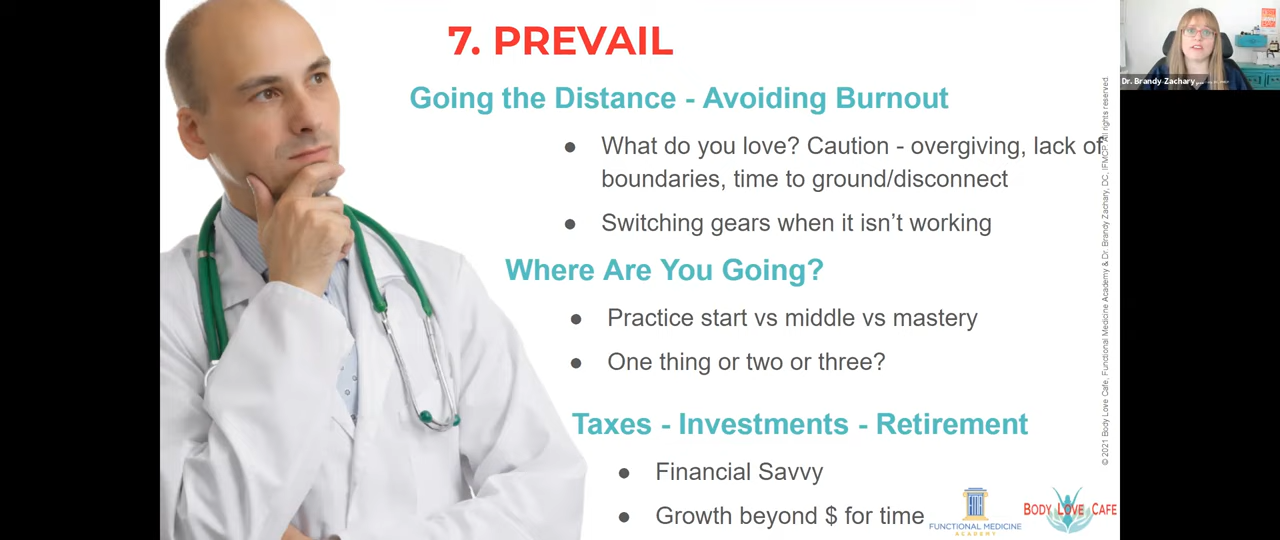 7. PREVAIL
Going the Distance - Avoiding Burnout
● What do you love? Caution - overgiving, lack of
boundaries, time to ground/disconnect
● Switching gears when it isn’t working
Where Are You Going?
● Practice start vs middle vs mastery
● One thing or two or three?
Taxes - Investments - Retirement
● Financial Savvy
● Growth beyond $ for time
FUNCTIONAL MEDICINE
ACADEMY
BODY LOVE CAFE
© 2021 Body Love Cafe, Functional Medicine Academy & Dr. Brandy Zachary, DC, IFMCP. All rights reserved.
Dr. Brandy Zachary,